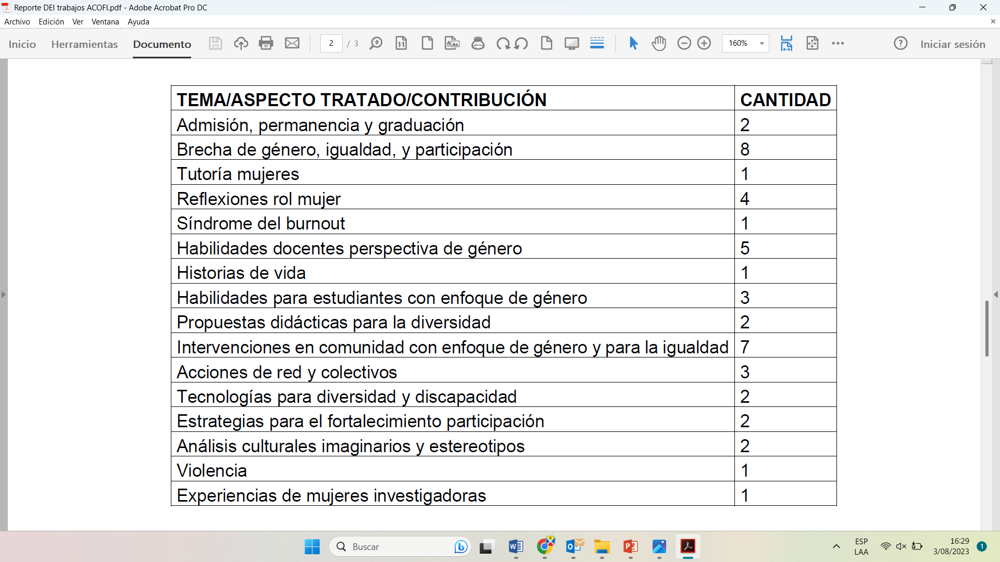 Reporte DEI trabajos ACOFI.pdf - Adobe Acrobat Pro DC
Archivo Edición Ver Ventana Ayuda
Inicio Herramientas Documento 2 / 3 1:1 160% Iniciar sesión
TEMA/ASPECTO TRATADO/CONTRIBUCIÓN CANTIDAD
Admisión, permanencia y graduación 2
Brecha de género, igualdad, y participación 8
Tutoría mujeres 1
Reflexiones rol mujer 4
Síndrome del burnout 1
Habilidades docentes perspectiva de género 5
Historias de vida 1
Habilidades para estudiantes con enfoque de género 3
Propuestas didácticas para la diversidad 2
Intervenciones en comunidad con enfoque de género y para la igualdad 7
Acciones de red y colectivos 3
Tecnologías para diversidad y discapacidad 2
Estrategias para el fortalecimiento participación 2
Análisis culturales imaginarios y estereotipos 2
Violencia 1
Experiencias de mujeres investigadoras 1
Buscar
ESP
LAA
16:29
3/08/2023
1